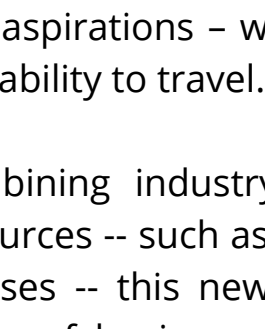 aspirations – w
ability to travel.
bining industry
urces -- such as
ses -- this new